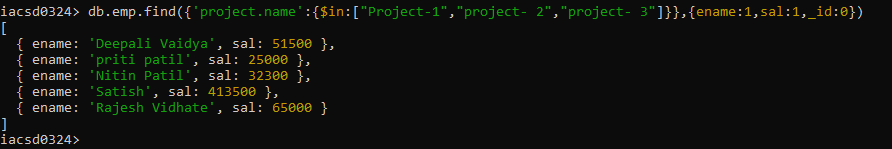 iacsd0324> db.emp.find({'project.name':{$in:["Project-1","project- 2","project- 3"]}},{ename:1,sal:1,_id:0})
[
  { ename: 'Deepali Vaidya', sal: 51500 },
  { ename: 'priti patil', sal: 25000 },
  { ename: 'Nitin Patil', sal: 32300 },
  { ename: 'Satish', sal: 413500 },
  { ename: 'Rajesh Vidhate', sal: 65000 }
]
iacsd0324>